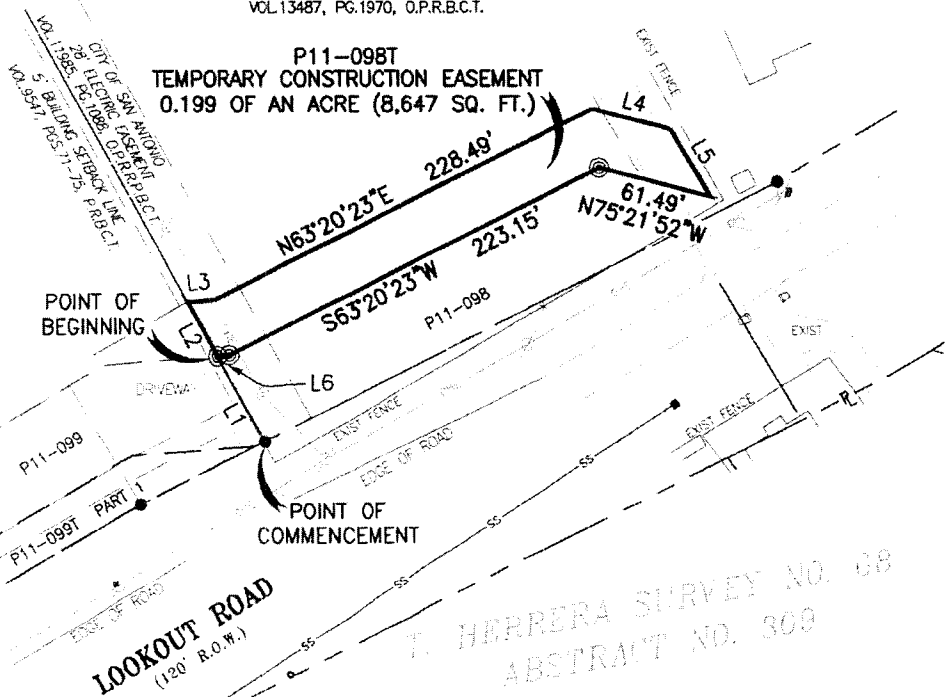 VOL.13487, PG.1970, O.P.R.B.C.T.
P11-098T
TEMPORARY CONSTRUCTION EASEMENT
0.199 OF AN ACRE (8,647 SQ. FT.)
CITY OF SAN ANTONIO
28' ELECTRIC EASEMENT
VOL.11985, PG.1086, O.P.R.R.P.B.C.T.
5' BUILDING SETBACK LINE
VOL.9547, PGS.71-75, P.R.B.C.T.
EXIST FENCE
L4
L5
N63°20'23"E 228.49'
61.49'
N75°21'52"W
S63°20'23"W 223.15'
L3
P11-098
POINT OF
BEGINNING
L2
L6
DRIVEWAY
L1
EXIST
P11-099
EXIST FENCE
EDGE OF ROAD
EXIST FENCE
P11-099T PART 1
POINT OF
COMMENCEMENT
SS
SS
SS
SS
EDGE OF ROAD
LOOKOUT ROAD
(120' R.O.W.)
T. HERRERA SURVEY NO. 68
ABSTRACT NO. 309